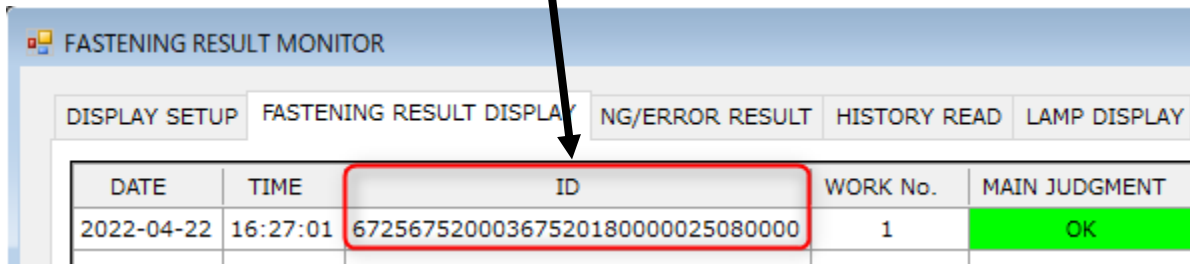 FASTENING RESULT MONITOR
DISPLAY SETUP FASTENING RESULT DISPLAY NG/ERROR RESULT HISTORY READ LAMP DISPLAY
DATE TIME ID WORK No. MAIN JUDGMENT
2022-04-22 16:27:01 672567520003675201800000025080000 1 OK